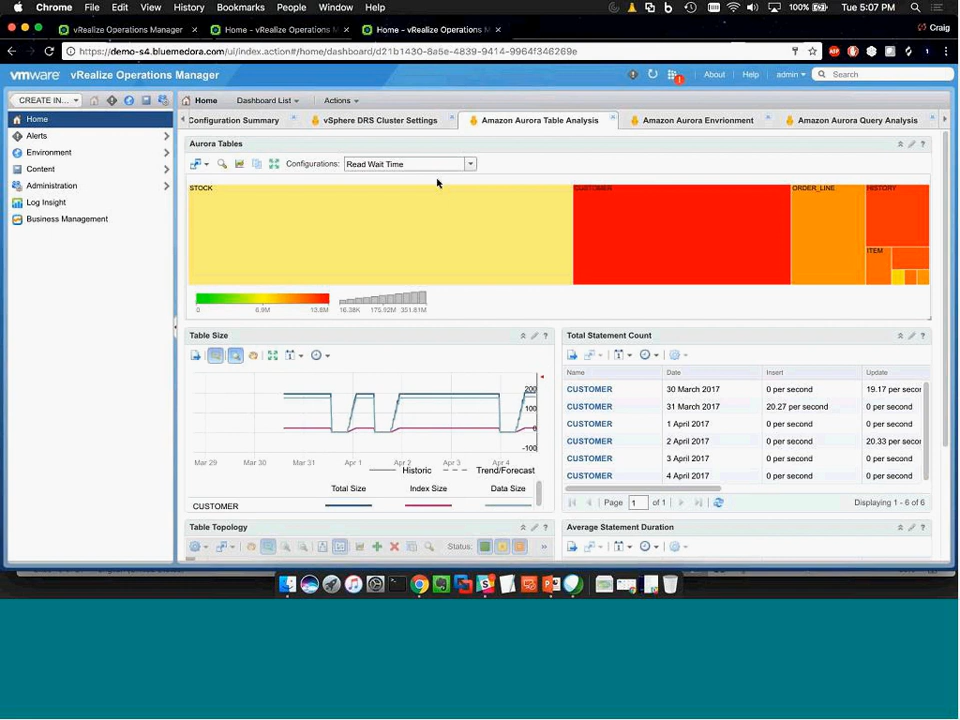 Chrome File Edit View History Bookmarks People Window Help 100% Tue 5:07 PM
vRealize Operations Manager Home - vRealize Operations M Home - vRealize Operations M Craig
https://demo-s4.bluemedora.com/ui/index.action#/home/dashboard/d21b1430-8a5e-4839-9414-9964f346269e
vmware vRealize Operations Manager About Help admin Search
CREATE IN... Home Dashboard List Actions
Home
Alerts
Environment
Content
Administration
Log Insight
Business Management
Configuration Summary vSphere DRS Cluster Settings Amazon Aurora Table Analysis Amazon Aurora Envrionment Amazon Aurora Query Analysis
Aurora Tables
Configurations: Read Wait Time
STOCK CUSTOMER ORDER_LINE HISTORY
ITEM
0 6.9M 13.8M 16.38K 175.92M 351.81M
Table Size
200
100
0
-100
Mar 29 Mar 30 Mar 31 Apr 1 Apr 2 Apr 3 Apr 4
Historic Trend/Forecast
Total Size Index Size Data Size
CUSTOMER
Total Statement Count
Name Date Insert Update
CUSTOMER 30 March 2017 0 per second 19.17 per secor
CUSTOMER 31 March 2017 20.27 per second 0 per second
CUSTOMER 1 April 2017 0 per second 0 per second
CUSTOMER 2 April 2017 0 per second 20.33 per secor
CUSTOMER 3 April 2017 0 per second 0 per second
CUSTOMER 4 April 2017 0 per second 0 per second
Page 1 of 1 Displaying 1 - 6 of 6
Table Topology
Status:
Average Statement Duration